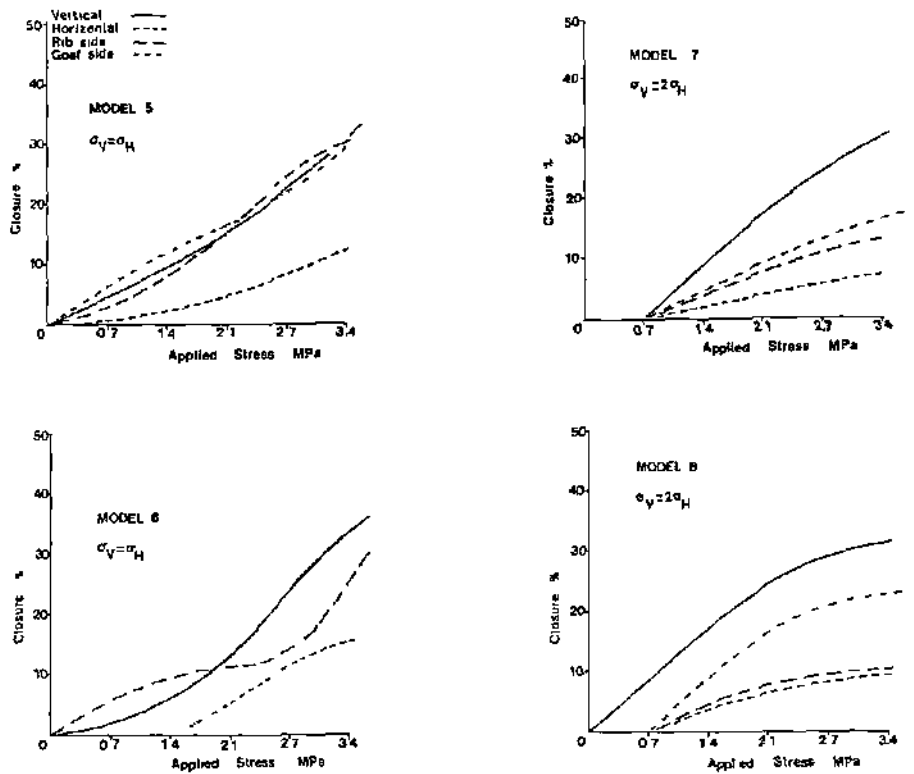 Vertical
Horizontal
Rib side
Goaf side
MODEL 5
σV=σH
50
40
30
20
10
0
Closure %
0·7 1·4 2·1 2·7 3·4
Applied Stress MPa
MODEL 7
σV=2σH
50
40
30
20
10
0
Closure %
0·7 1·4 2·1 2·7 3·4
Applied Stress MPa
MODEL 6
σV=σH
50
40
30
20
10
0
Closure %
0·7 1·4 2·1 2·7 3·4
Applied Stress MPa
MODEL 8
σV=2σH
50
40
30
20
10
0
Closure %
0·7 1·4 2·1 2·7 3·4
Applied Stress MPa